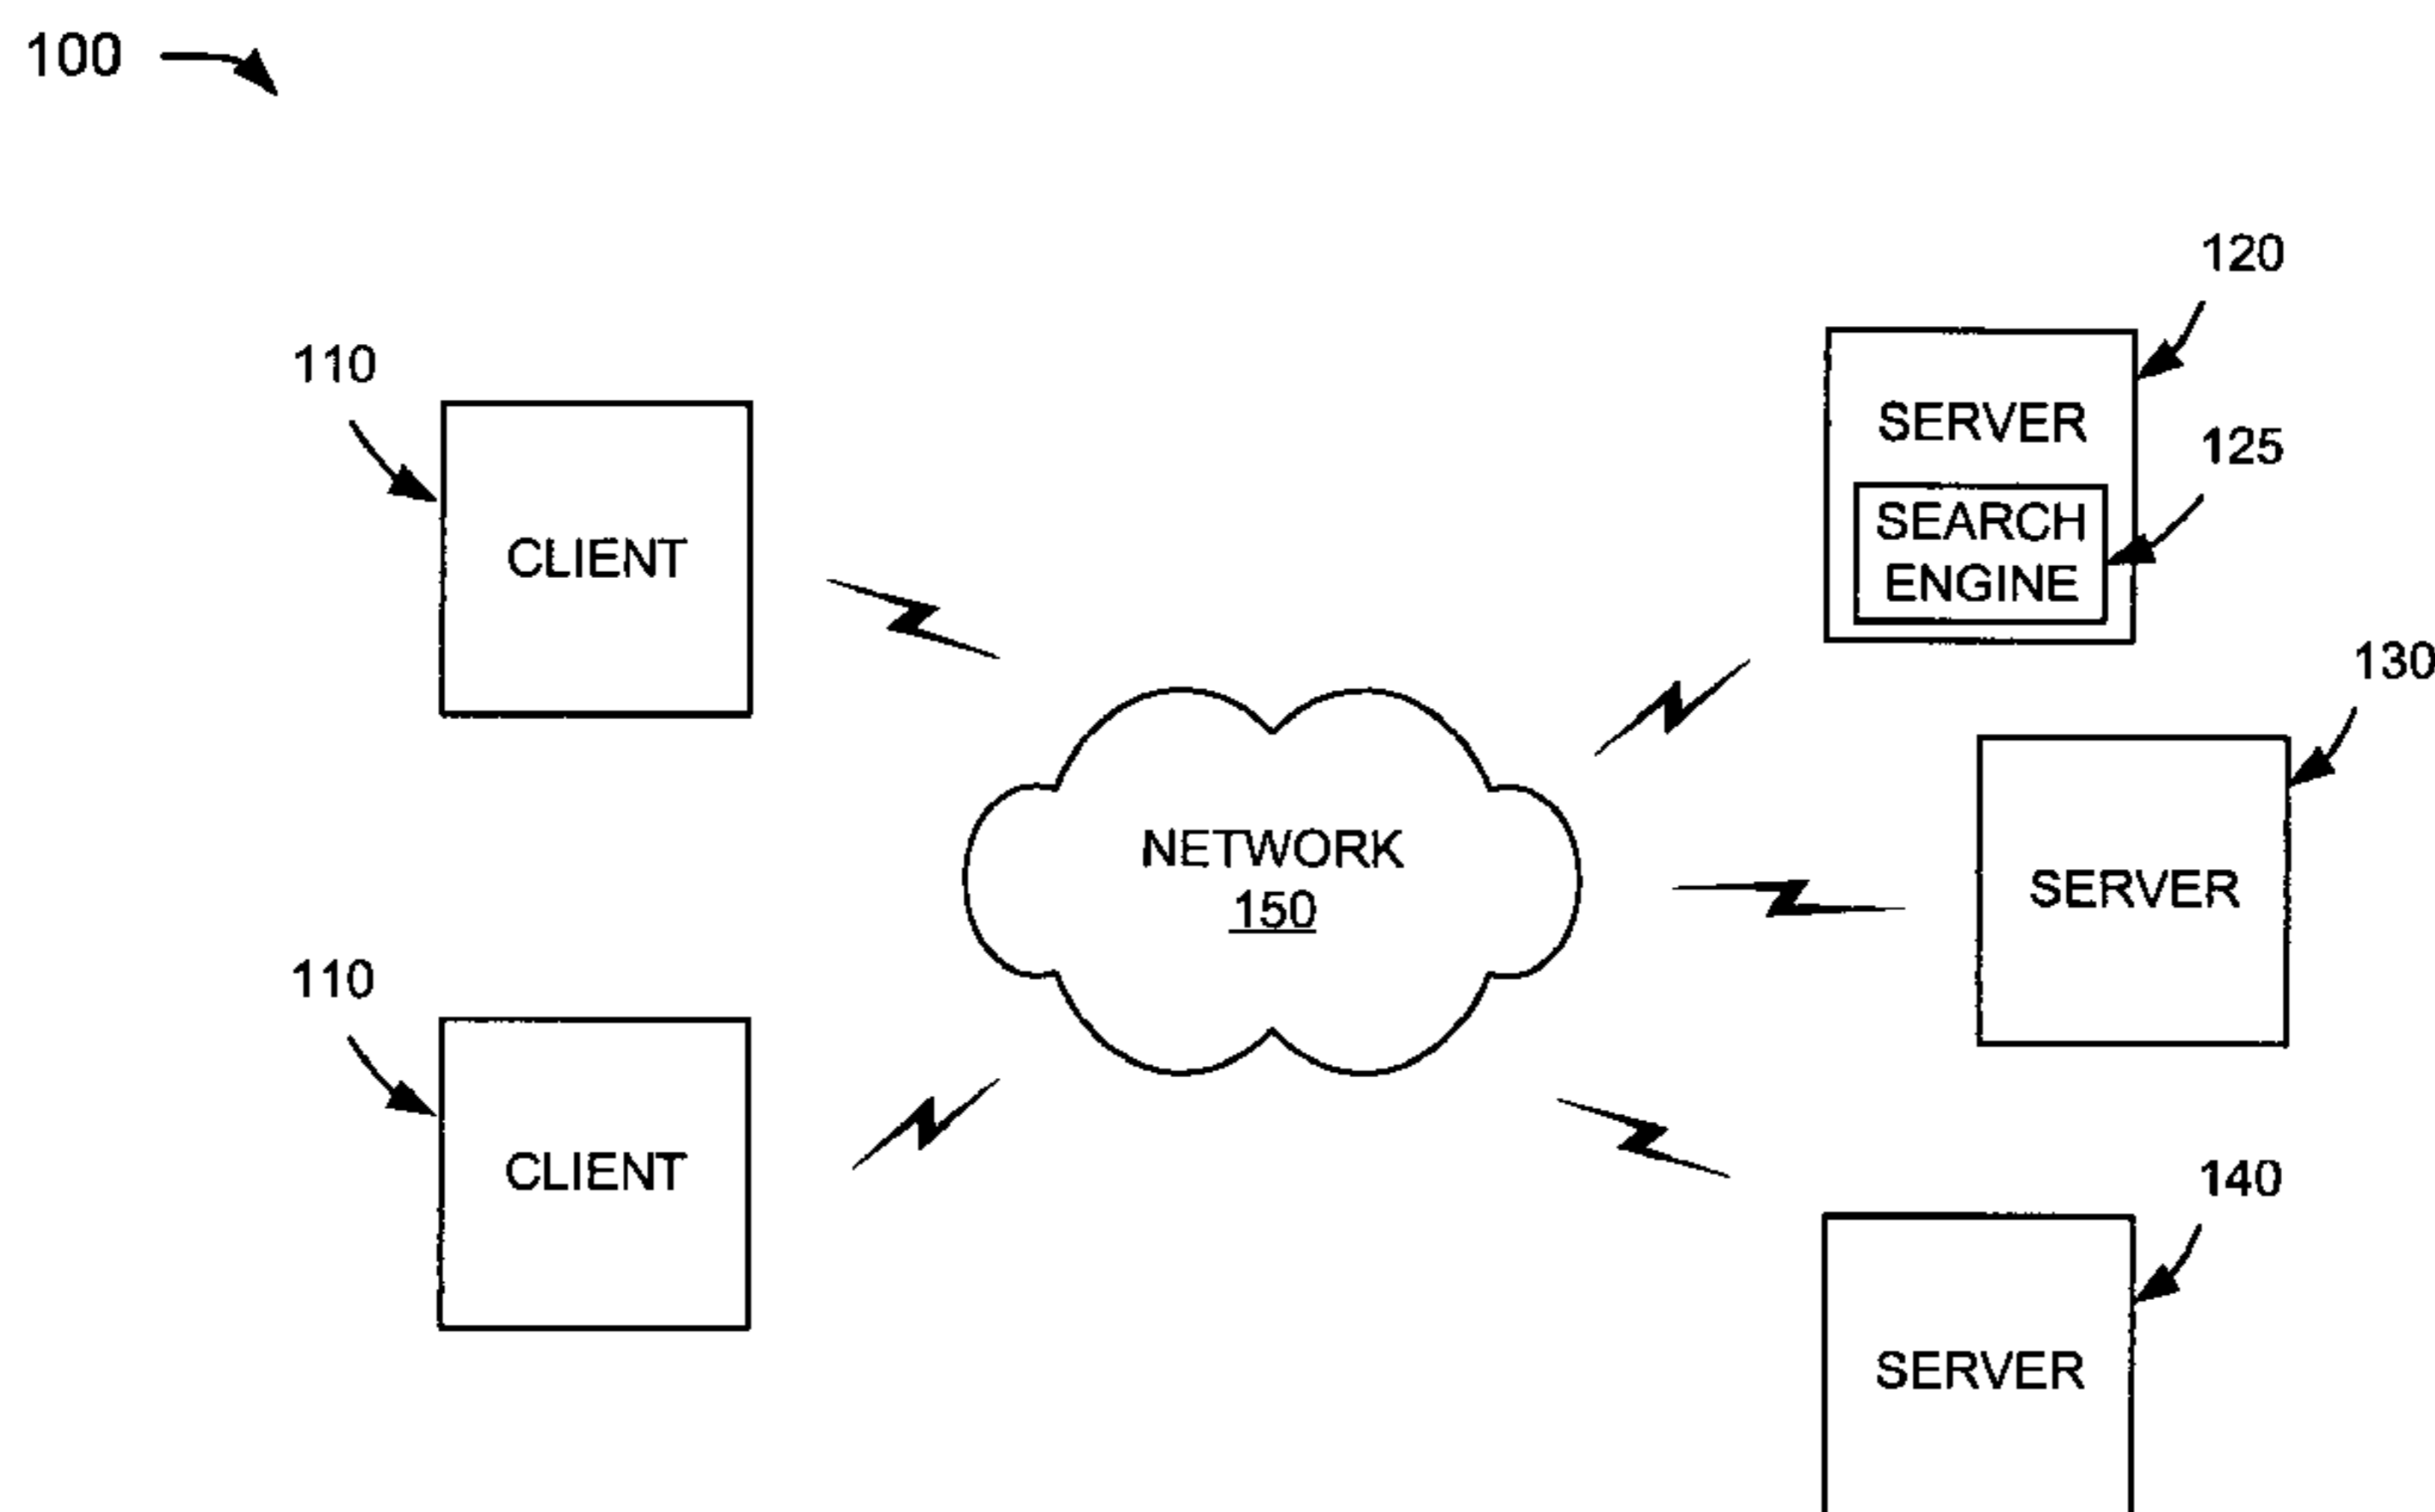 100
120
110
SERVER
125
SEARCH
ENGINE
CLIENT
130
NETWORK
150
SERVER
110
CLIENT
140
SERVER